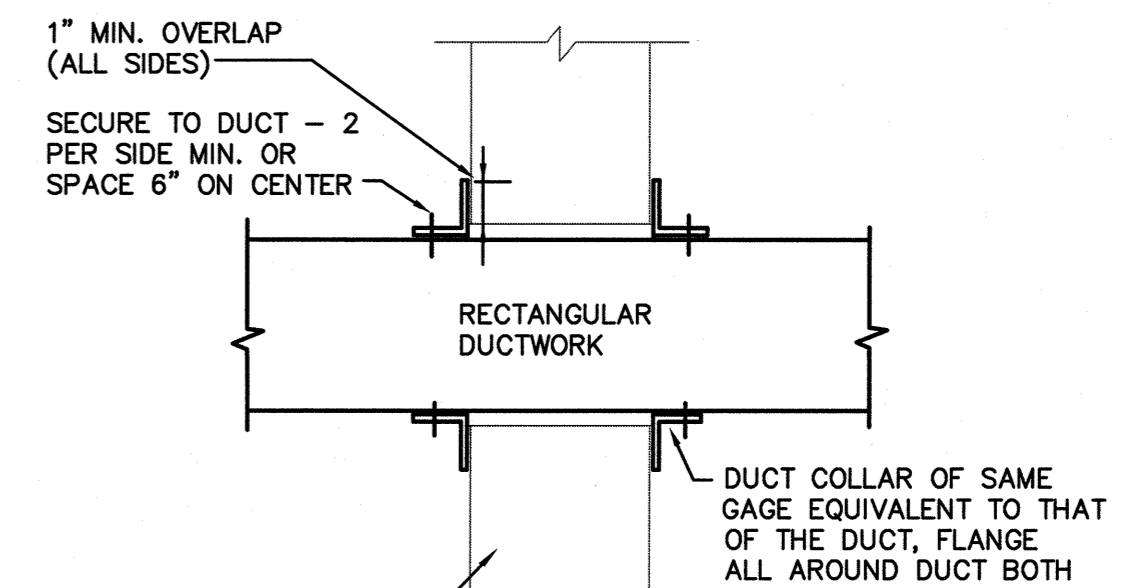 1" MIN. OVERLAP
(ALL SIDES)
SECURE TO DUCT – 2
PER SIDE MIN. OR
SPACE 6" ON CENTER
RECTANGULAR
DUCTWORK
DUCT COLLAR OF SAME
GAGE EQUIVALENT TO THAT
OF THE DUCT, FLANGE
ALL AROUND DUCT BOTH